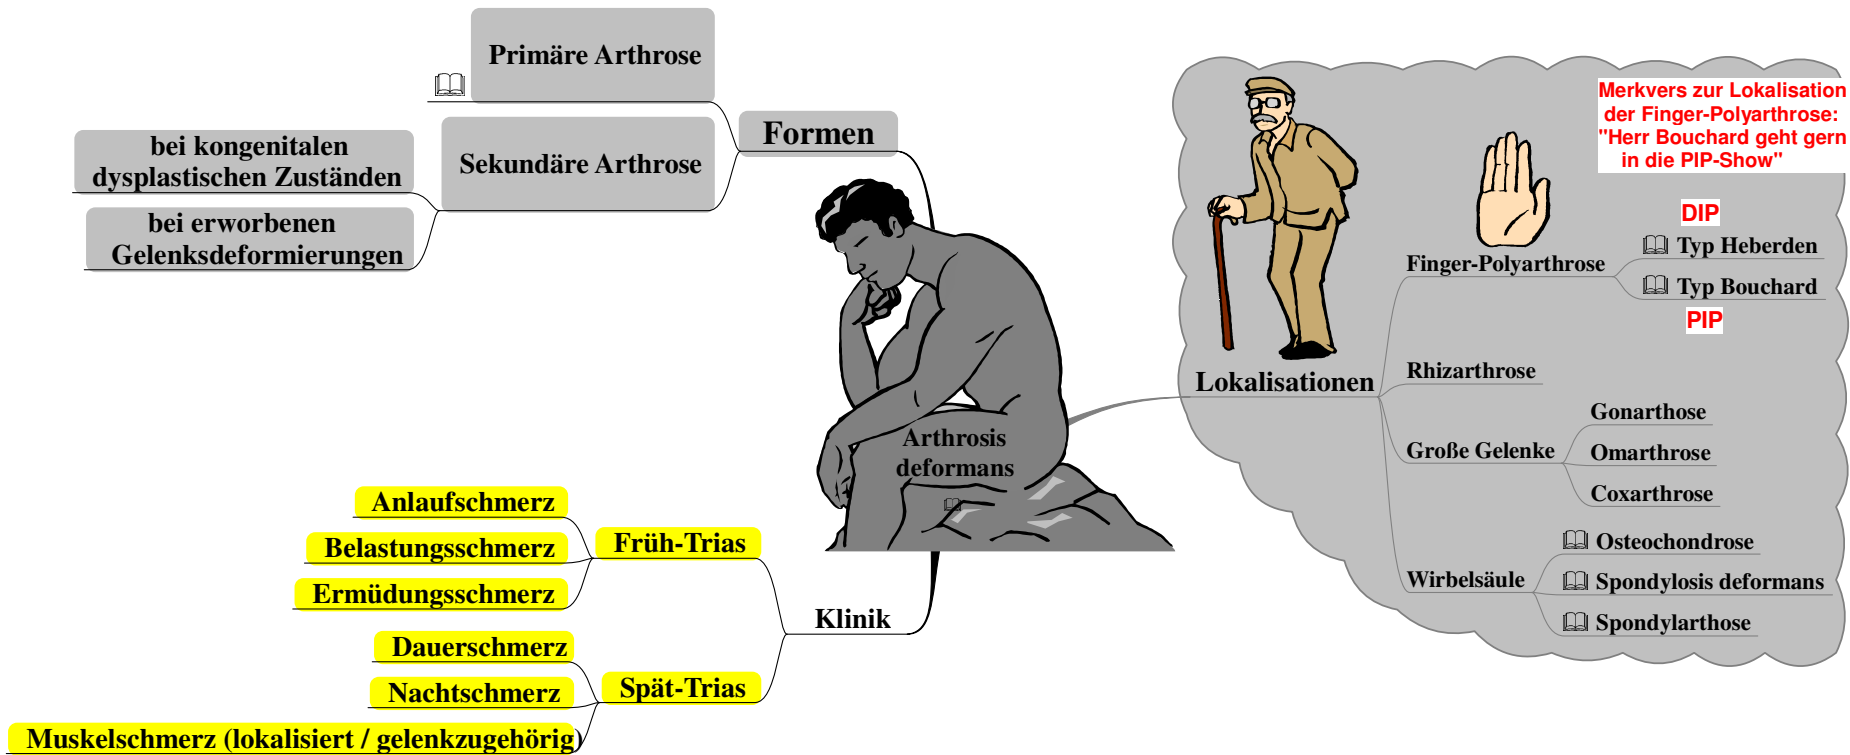 Primäre Arthrose
Formen
Sekundäre Arthrose
bei kongenitalen
dysplastischen Zuständen
bei erworbenen
Gelenksdeformierungen
Arthrosis
deformans
Klinik
Früh-Trias
Anlaufschmerz
Belastungsschmerz
Ermüdungsschmerz
Spät-Trias
Dauerschmerz
Nachtschmerz
Muskelschmerz (lokalisiert / gelenkzugehörig)
Lokalisationen
Merkvers zur Lokalisation
der Finger-Polyarthrose:
"Herr Bouchard geht gern
in die PIP-Show"
Finger-Polyarthrose
DIP
Typ Heberden
Typ Bouchard
PIP
Rhizarthrose
Große Gelenke
Gonarthose
Omarthrose
Coxarthrose
Wirbelsäule
Osteochondrose
Spondylosis deformans
Spondylarthose